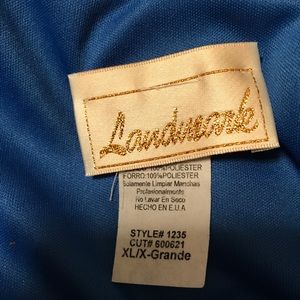 Landmark
100%POLIESTER
FORRO:100%POLIESTER
Solamente Limpiar Manchas
Profesionalmente
No Lavar En Seco
HECHO EN E.U.A
STYLE# 1235
CUT# 600621
XL/X-Grande